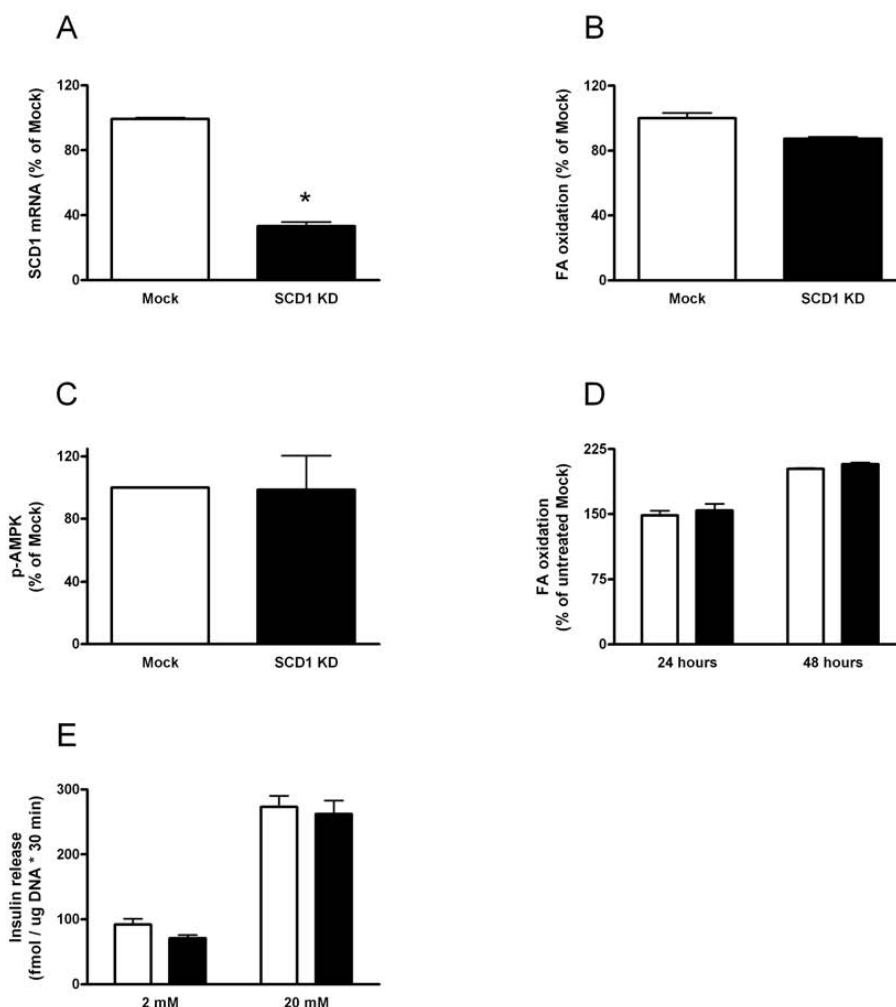 A
SCD1 mRNA (% of Mock)
120
80
40
0
*
Mock SCD1 KD
B
FA oxidation (% of Mock)
120
80
40
0
Mock SCD1 KD
C
p-AMPK
(% of Mock)
120
80
40
0
Mock SCD1 KD
D
FA oxidation
(% of untreated Mock)
225
150
75
0
24 hours 48 hours
E
Insulin release
(fmol / ug DNA * 30 min)
300
200
100
0
2 mM 20 mM